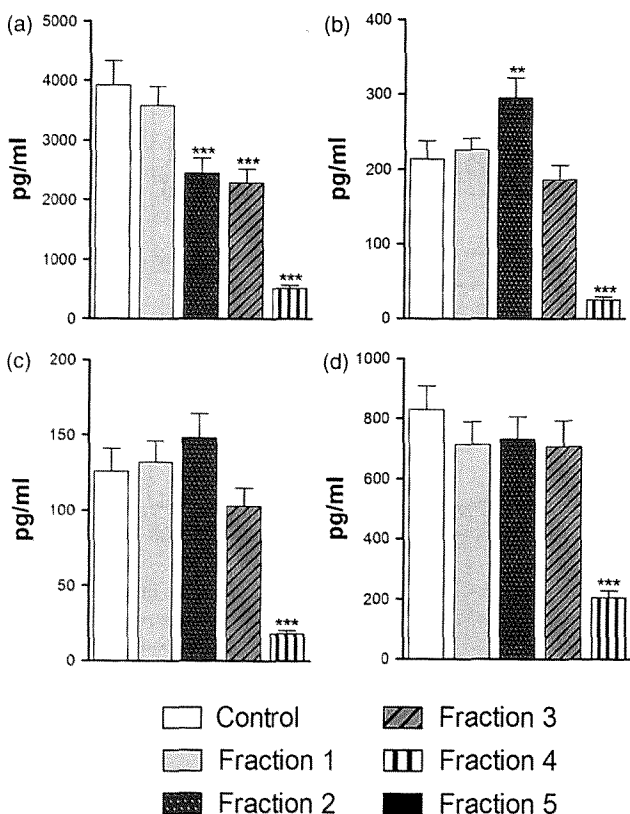 (a)
5000
4000
3000
2000
1000
0
pg/ml
***
***
***
(b)
400
300
200
100
0
pg/ml
**
***
(c)
150
200
100
50
0
pg/ml
***
(d)
1000
800
600
400
200
0
pg/ml
***
Control
Fraction 1
Fraction 2
Fraction 3
Fraction 4
Fraction 5